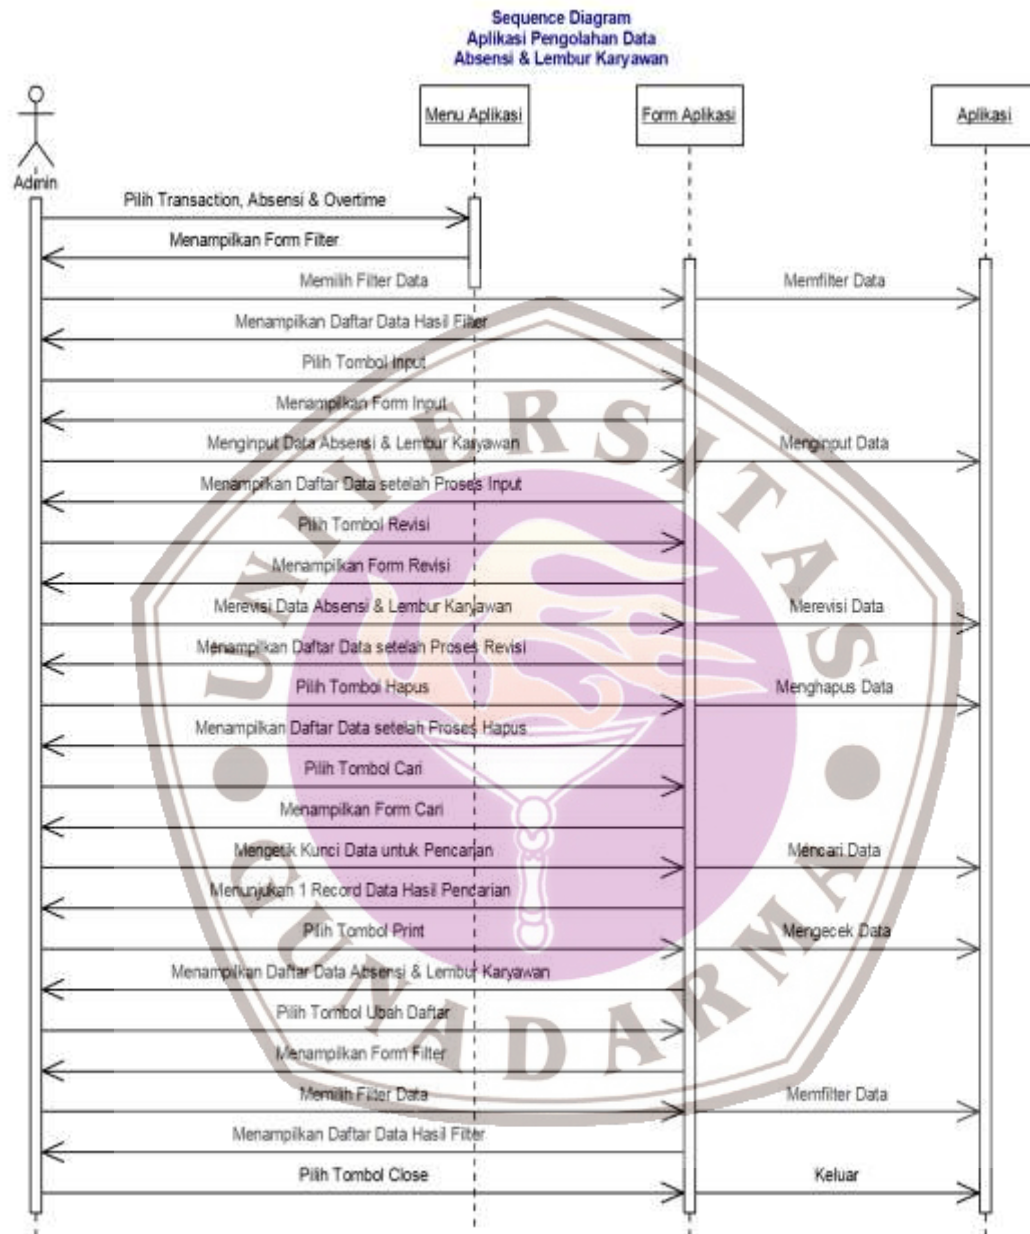 Sequence Diagram
Aplikasi Pengolahan Data
Absensi & Lembur Karyawan
Menu Aplikasi
Form Aplikasi
Aplikasi
Admin
Pilih Transaction, Absensi & Overtime
Menampilkan Form Filter
Memilih Filter Data
Memfilter Data
Menampilkan Daftar Data Hasil Filter
Pilih Tombol Input
Menampilkan Form Input
Menginput Data Absensi & Lembur Karyawan
Menginput Data
Menampilkan Daftar Data setelah Proses Input
Pilih Tombol Revisi
Menampilkan Form Revisi
Merevisi Data Absensi & Lembur Karyawan
Merevisi Data
Menampilkan Daftar Data setelah Proses Revisi
Pilih Tombol Hapus
Menghapus Data
Menampilkan Daftar Data setelah Proses Hapus
Pilih Tombol Cari
Menampilkan Form Cari
Mengetik Kunci Data untuk Pencarian
Mencari Data
Menunjukan 1 Record Data Hasil Pencarian
Pilih Tombol Print
Mengecek Data
Menampilkan Daftar Data Absensi & Lembur Karyawan
Pilih Tombol Ubah Daftar
Menampilkan Form Filter
Memilih Filter Data
Memfilter Data
Menampilkan Daftar Data Hasil Filter
Pilih Tombol Close
Keluar
UNIVERSITAS
GUNADARMA